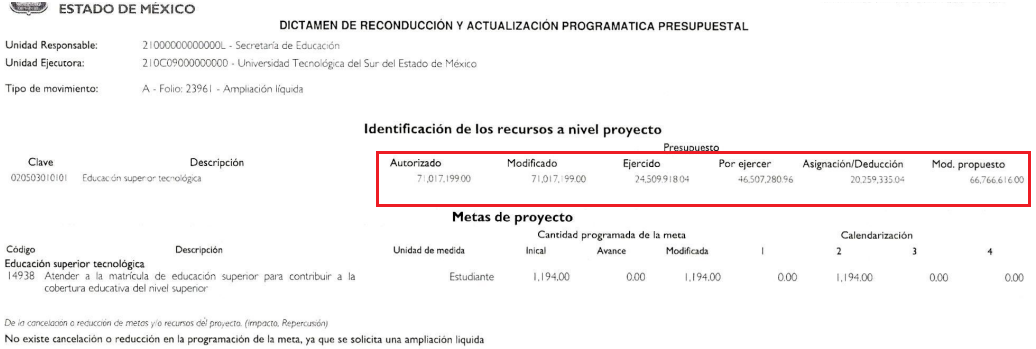 ESTADO DE MÉXICO
DICTAMEN DE RECONDUCCIÓN Y ACTUALIZACIÓN PROGRAMATICA PRESUPUESTAL
Unidad Responsable: 21000000000000L - Secretaría de Educación
Unidad Ejecutora: 210C09000000000 - Universidad Tecnológica del Sur del Estado de México
Tipo de movimiento: A - Folio: 23961 - Ampliación líquida
Identificación de los recursos a nivel proyecto
Presupuesto
Clave Descripción Autorizado Modificado Ejercido Por ejercer Asignación/Deducción Mod. propuesto
020503010101 Educación superior tecnológica 71,017,199.00 71,017,199.00 24,509,918.04 46,507,280.96 20,259,335.04 66,766,616.00
Metas de proyecto
Cantidad programada de la meta Calendarización
Código Descripción Unidad de medida Inical Avance Modificada 1 2 3 4
Educación superior tecnológica
14938 Atender a la matrícula de educación superior para contribuir a la Estudiante 1,194.00 0.00 1,194.00 0.00 1,194.00 0.00 0.00
cobertura educativa del nivel superior
De la cancelación o reducción de metas y/o recursos del proyecto. (Impacto, Repercusión)
No existe cancelación o reducción en la programación de la meta, ya que se solicita una ampliación liquida